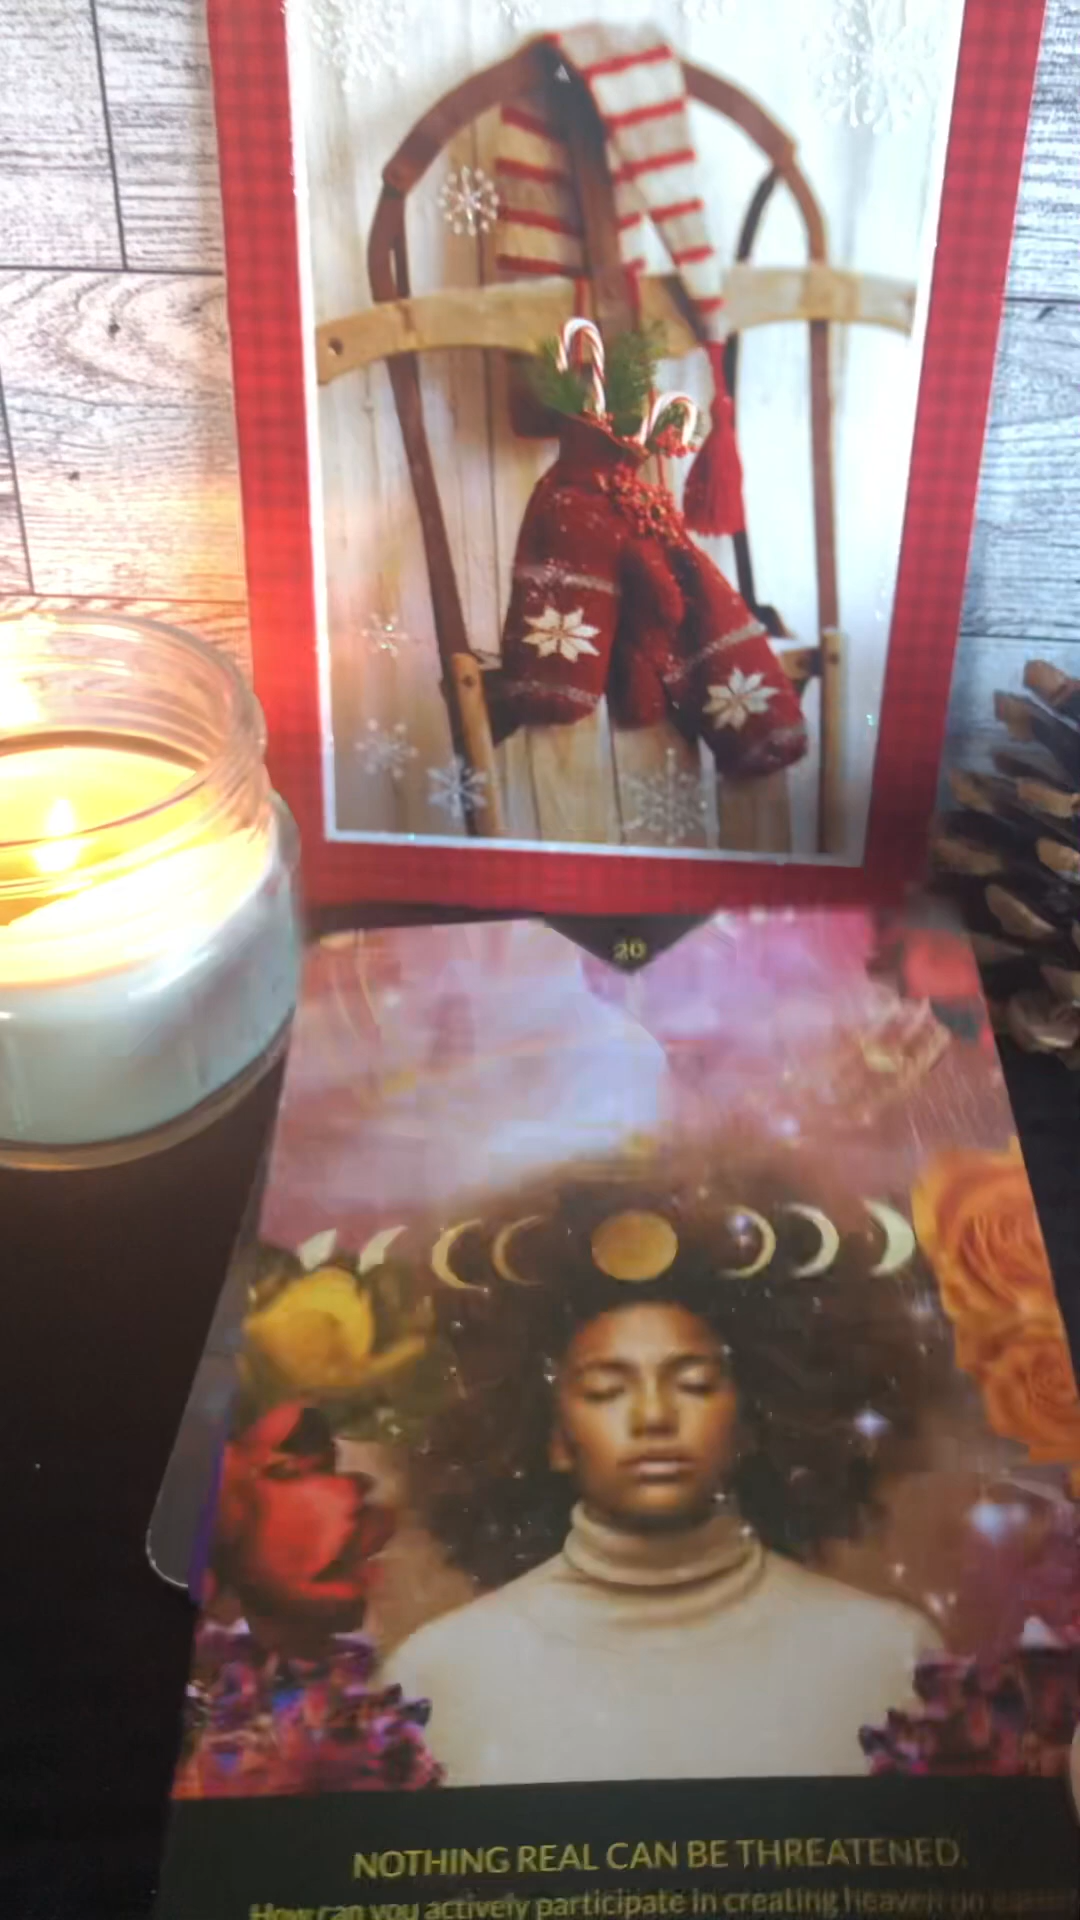 20
NOTHING REAL CAN BE THREATENED.
How can you actively participate in creating heaven on